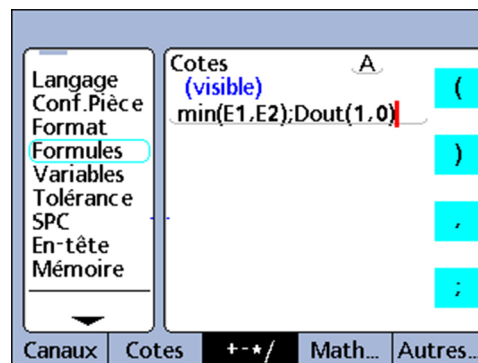 Langage
Conf.Pièce
Format
Formules
Variables
Tolérance
SPC
En-tête
Mémoire
Cotes A
(visible)
min(E1,E2);Dout(1,0)
(
)
,
;
Canaux Cotes +-*/ Math... Autres...